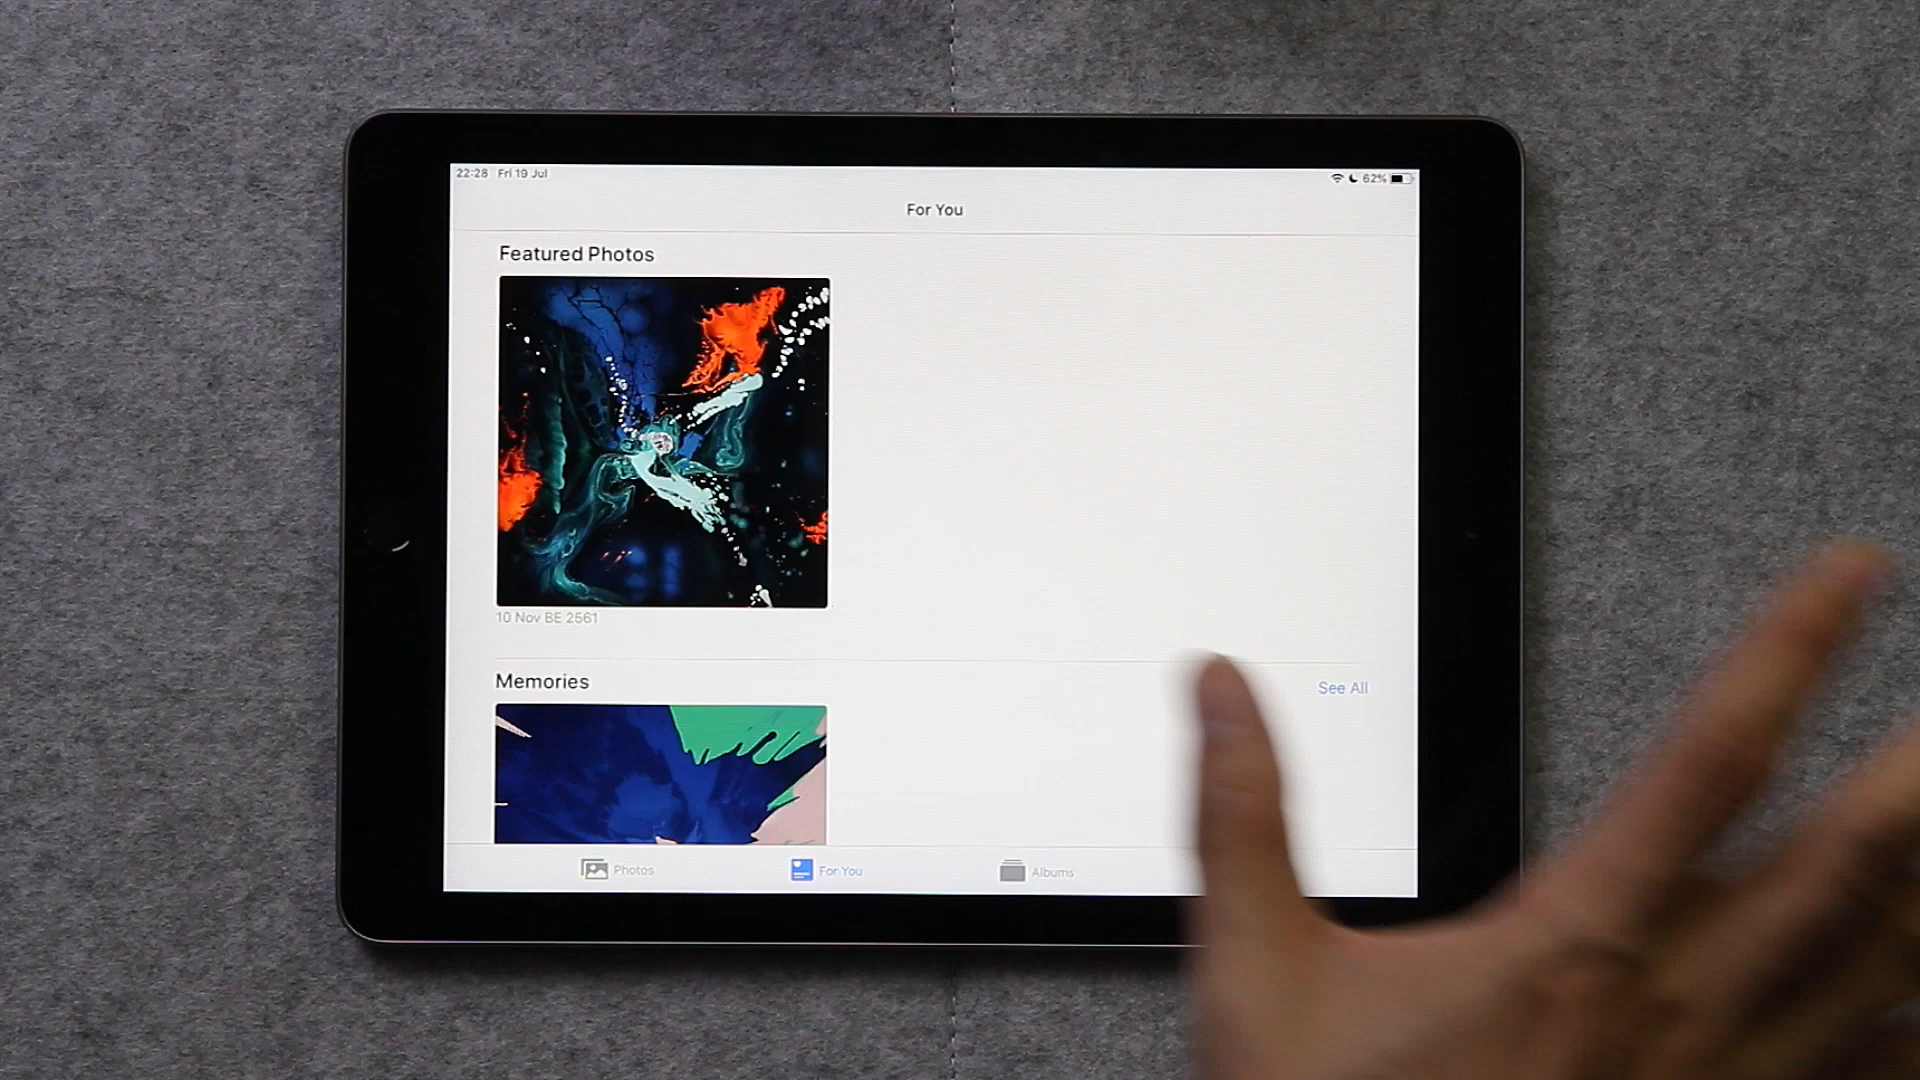 22:28 Fri 19 Jul
62%
For You
Featured Photos
10 Nov BE 2561
Memories
See All
Photos
For You
Albums